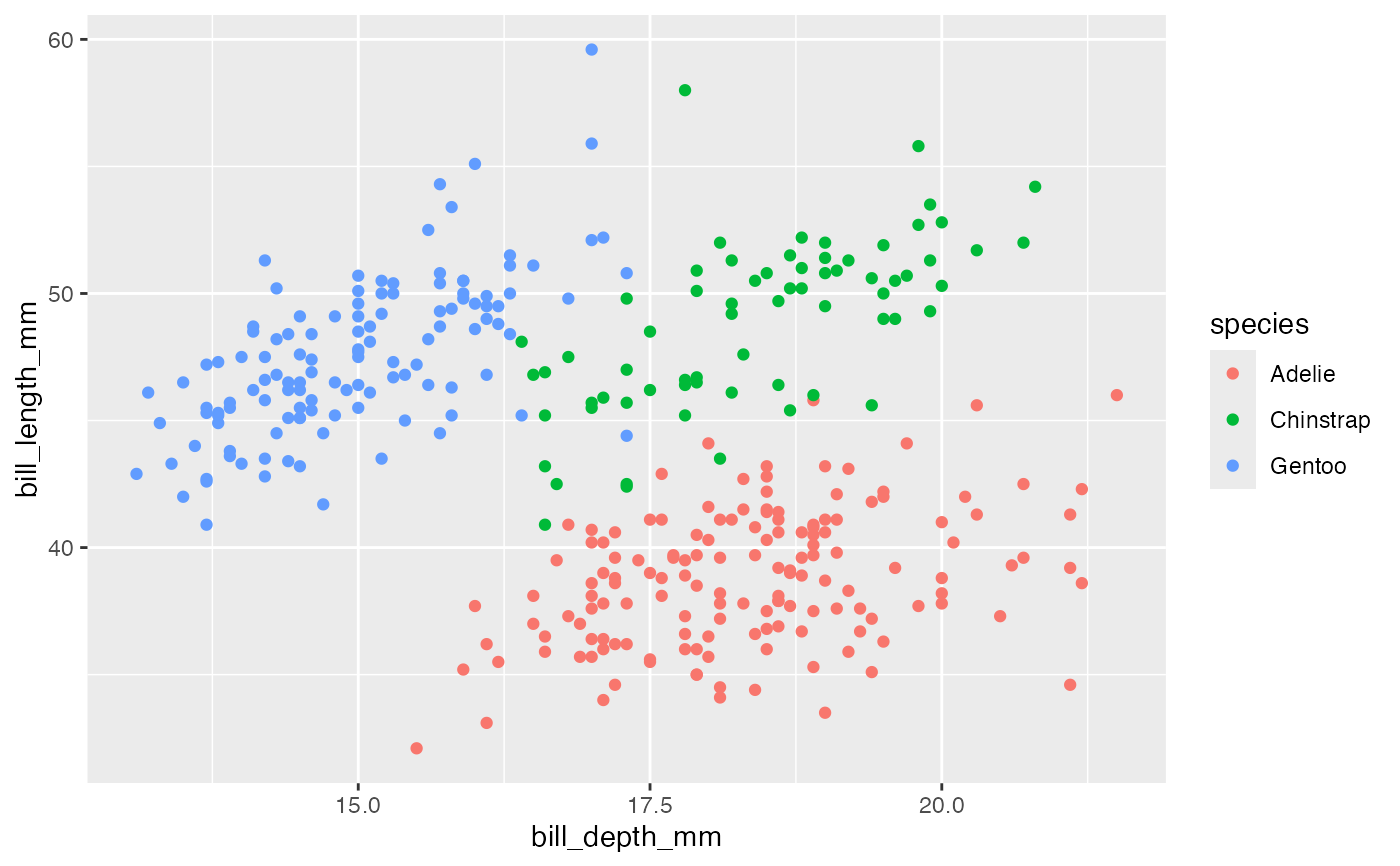 bill_length_mm
60
50
40
15.0
17.5
20.0
bill_depth_mm
species
Adelie
Chinstrap
Gentoo